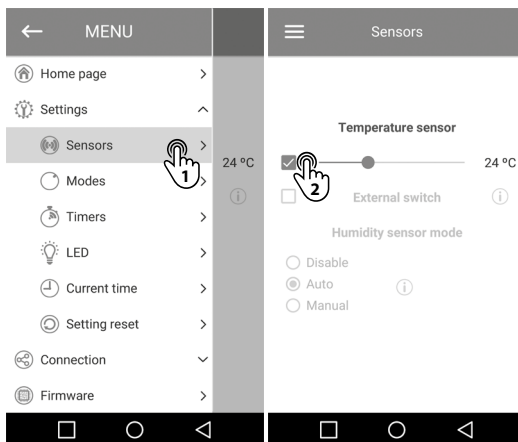 MENU
Home page
Settings
Sensors
1
Modes
Timers
LED
Current time
Setting reset
Connection
Firmware
24 ºC
Sensors
Temperature sensor
24 ºC
2
External switch
Humidity sensor mode
Disable
Auto
Manual